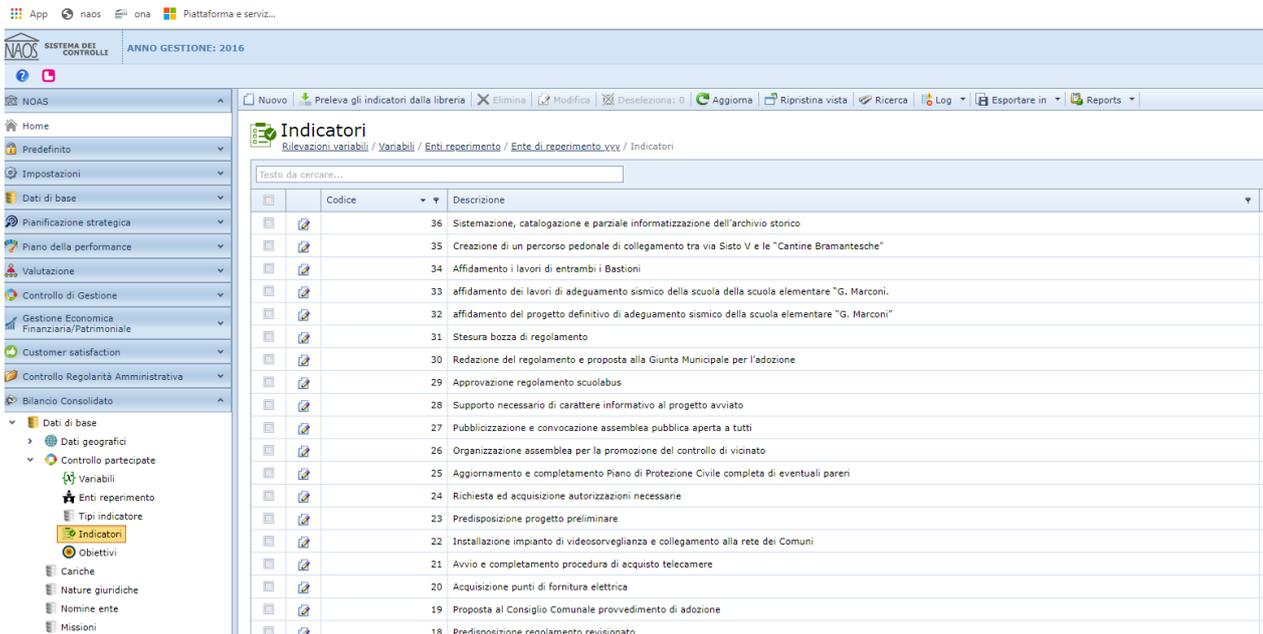 App naos ona Piattaforma e serviz...
NAOS SISTEMA DEI CONTROLLI ANNO GESTIONE: 2016
NOAS
Nuovo Preleva gli indicatori dalla libreria Elimina Modifica Deseleziona: 0 Aggiorna Ripristina vista Ricerca Log Esportare in Reports
Home
Predefinito
Impostazioni
Dati di base
Pianificazione strategica
Piano della performance
Valutazione
Controllo di Gestione
Gestione Economica
Finanziaria/Patrimoniale
Customer satisfaction
Controllo Regolarità Amministrativa
Bilancio Consolidato
Dati di base
Dati geografici
Controllo partecipate
{x} Variabili
Enti reperimento
Tipi indicatore
Indicatori
Obiettivi
Cariche
Nature giuridiche
Nomine ente
Missioni
Indicatori
Rilevazioni variabili / Variabili / Enti reperimento / Ente di reperimento yyy / Indicatori
Testo da cercare...
Codice Descrizione
36 Sistemazione, catalogazione e parziale informatizzazione dell'archivio storico
35 Creazione di un percorso pedonale di collegamento tra via Sisto V e le "Cantine Bramantesche"
34 Affidamento i lavori di entrambi i Bastioni
33 affidamento dei lavori di adeguamento sismico della scuola della scuola elementare "G. Marconi.
32 affidamento del progetto definitivo di adeguamento sismico della scuola elementare "G. Marconi"
31 Stesura bozza di regolamento
30 Redazione del regolamento e proposta alla Giunta Municipale per l'adozione
29 Approvazione regolamento scuolabus
28 Supporto necessario di carattere informativo al progetto avviato
27 Pubblicizzazione e convocazione assemblea pubblica aperta a tutti
26 Organizzazione assemblea per la promozione del controllo di vicinato
25 Aggiornamento e completamento Piano di Protezione Civile completa di eventuali pareri
24 Richiesta ed acquisizione autorizzazioni necessarie
23 Predisposizione progetto preliminare
22 Installazione impianto di videosorveglianza e collegamento alla rete dei Comuni
21 Avvio e completamento procedura di acquisto telecamere
20 Acquisizione punti di fornitura elettrica
19 Proposta al Consiglio Comunale provvedimento di adozione
18 Predisposizione regolamento revisionato